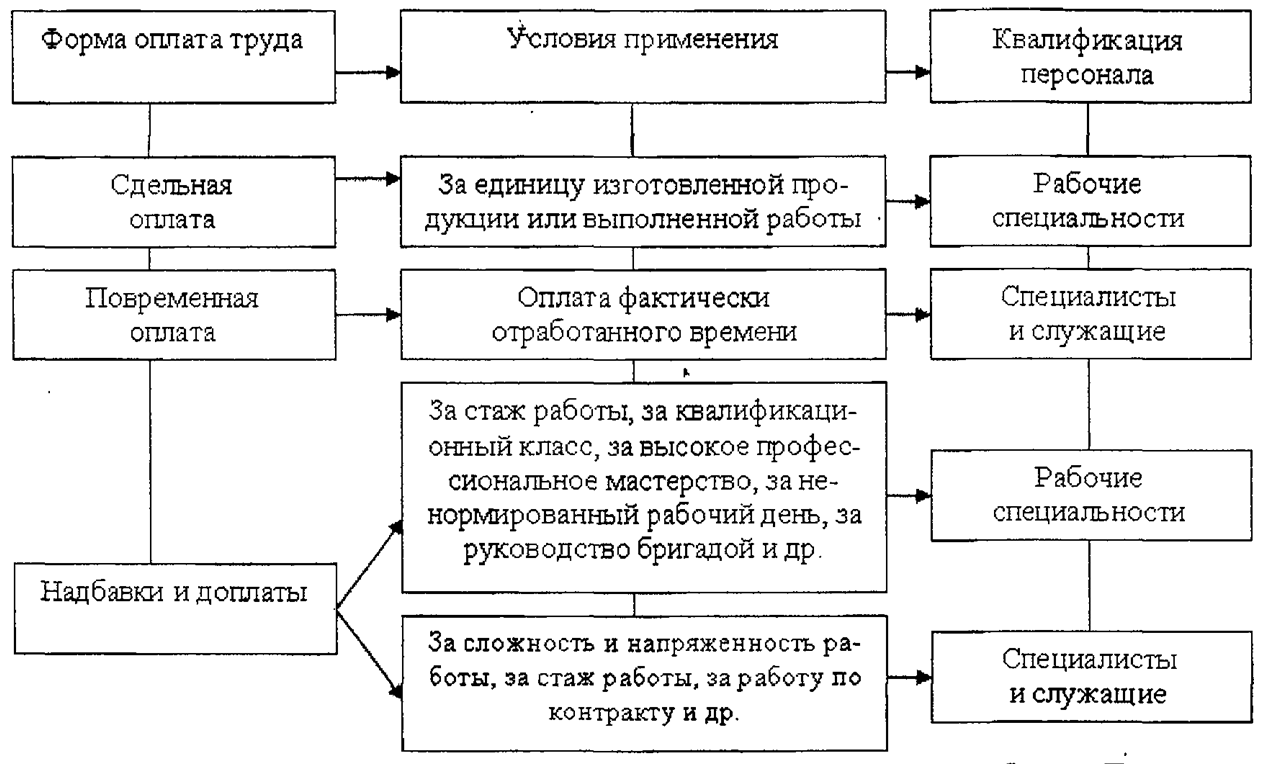 Форма оплата труда
Условия применения
Квалификация
персонала
Сдельная
оплата
За единицу изготовленной про-
дукции или выполненной работы
Рабочие
специальности
Повременная
оплата
Оплата фактически
отработанного времени
Специалисты
и служащие
За стаж работы, за квалификаци-
онный класс, за высокое профес-
сиональное мастерство, за не-
нормированный рабочий день, за
руководство бригадой и др.
Рабочие
специальности
Надбавки и доплаты
За сложность и напряженность ра-
боты, за стаж работы, за работу по
контракту и др.
Специалисты
и служащие